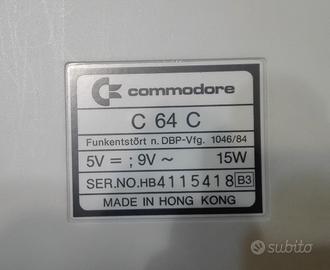 commodore
C 64 C
Funkentstört n. DBP-Vfg. 1046/84
5V = ; 9V ~ 15W
SER.NO.HB4115418 B3
MADE IN HONG KONG
subito